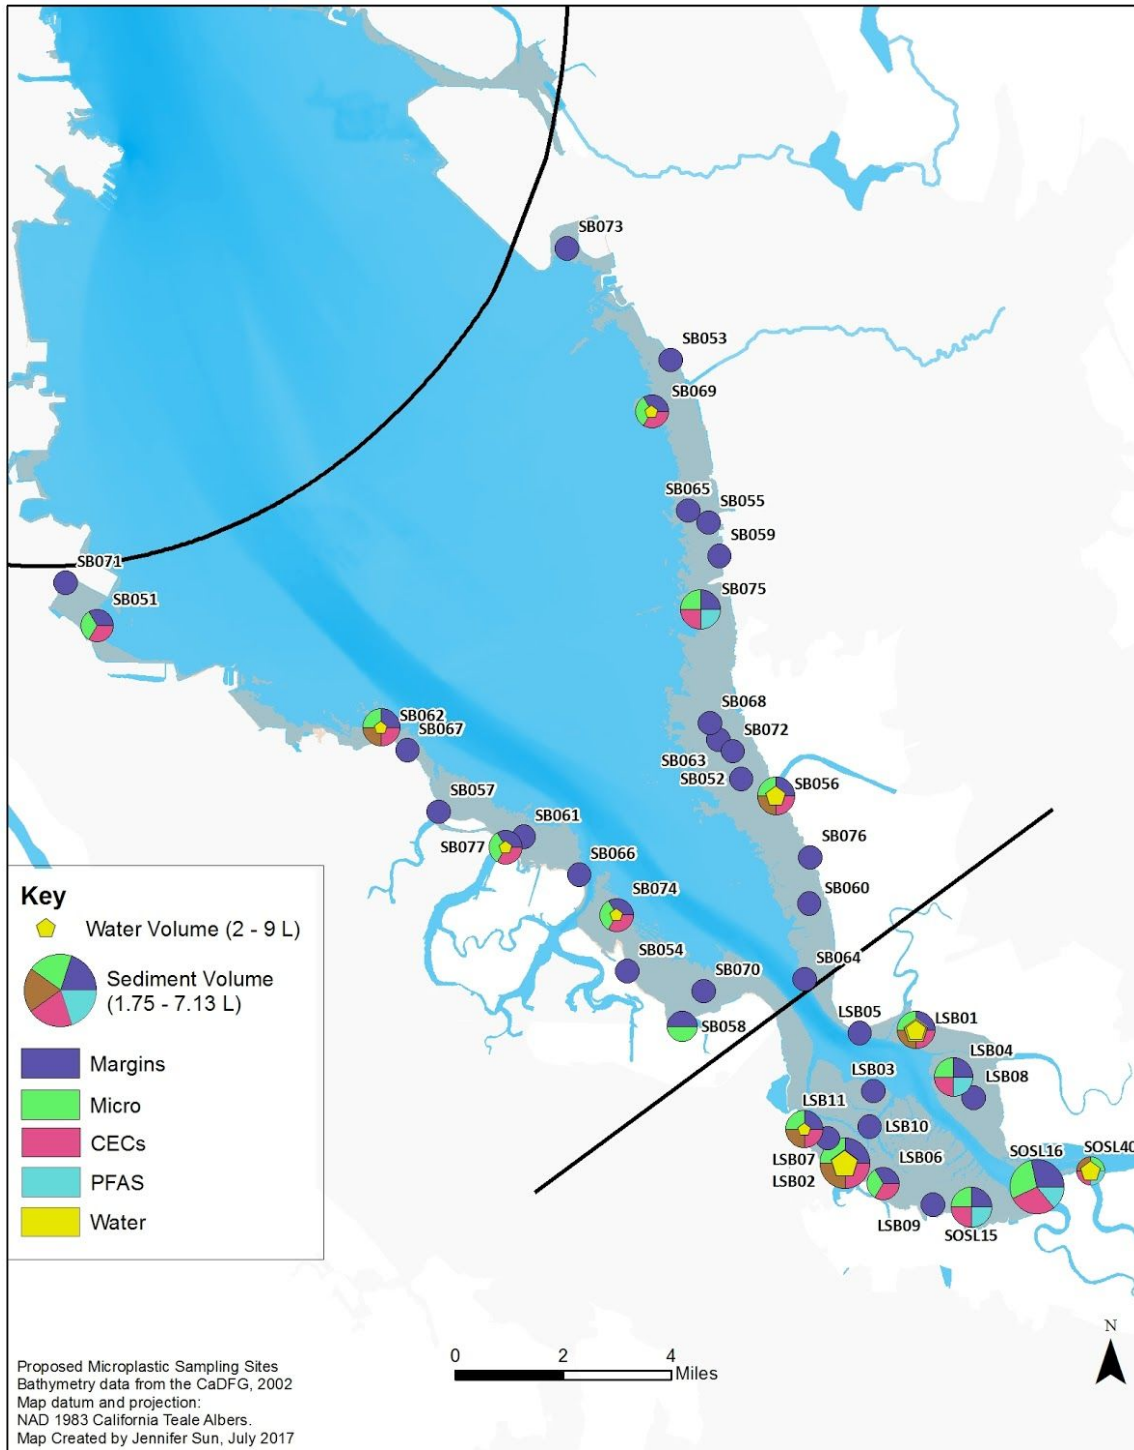 SB073
SB053
SB069
SB065
SB055
SB059
SB071
SB051
SB075
SB062
SB067
SB068
SB072
SB063
SB052
SB056
SB057
SB061
SB077
SB066
SB076
SB060
SB074
SB054
SB070
SB064
SB058
LSB05
LSB01
LSB04
LSB03
LSB08
LSB11
LSB10
LSB07
LSB06
LSB02
SOSL16
SOSL40
LSB09
SOSL15
Key
Water Volume (2 - 9 L)
Sediment Volume
(1.75 - 7.13 L)
Margins
Micro
CECs
PFAS
Water
N
0 2 4
Miles
Proposed Microplastic Sampling Sites
Bathymetry data from the CaDFG, 2002
Map datum and projection:
NAD 1983 California Teale Albers.
Map Created by Jennifer Sun, July 2017